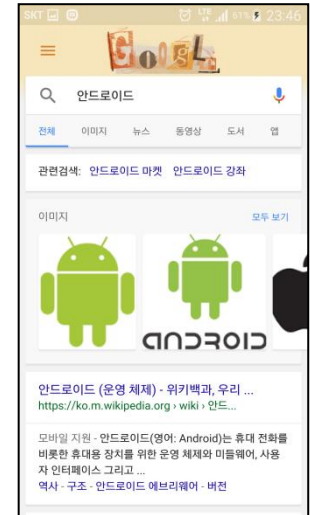 SKT LTE 61% 23:46
Google
안드로이드
전체 이미지 뉴스 동영상 도서 앱
관련검색: 안드로이드 마켓 안드로이드 강좌
이미지 모두 보기
ANDROID
안드로이드 (운영 체제) - 위키백과, 우리 ...
https://ko.m.wikipedia.org › wiki › 안드...
모바일 지원 - 안드로이드(영어: Android)는 휴대 전화를
비롯한 휴대용 장치를 위한 운영 체제와 미들웨어, 사용
자 인터페이스 그리고 ...
역사 - 구조 - 안드로이드 에브리웨어 - 버전